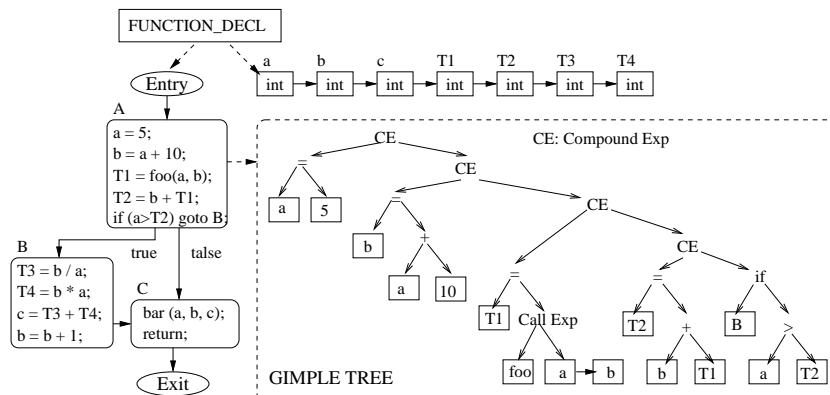 FUNCTION_DECL
a b c T1 T2 T3 T4
int int int int int int int
Entry
A
a = 5;
b = a + 10;
T1 = foo(a, b);
T2 = b + T1;
if (a>T2) goto B;
true talse
B
T3 = b / a;
T4 = b * a;
c = T3 + T4;
b = b + 1;
C
bar (a, b, c);
return;
Exit
CE CE: Compound Exp
= CE
a 5 = CE
b + CE
a 10 = = if
T1 Call Exp T2 + B >
foo a b b T1 a T2
GIMPLE TREE